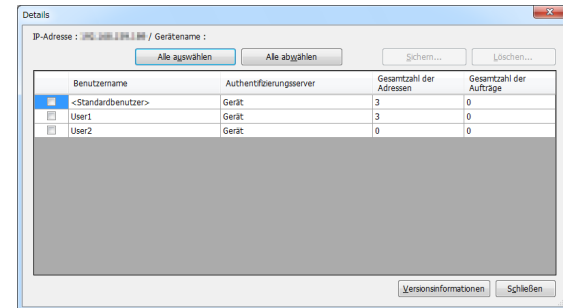 Details
IP-Adresse : / Gerätename :
Alle auswählen Alle abwählen Sichern... Löschen...
Benutzername Authentifizierungsserver Gesamtzahl der Adressen Gesamtzahl der Aufträge
<Standardbenutzer> Gerät 3 0
User1 Gerät 3 0
User2 Gerät 0 0
Versionsinformationen Schließen